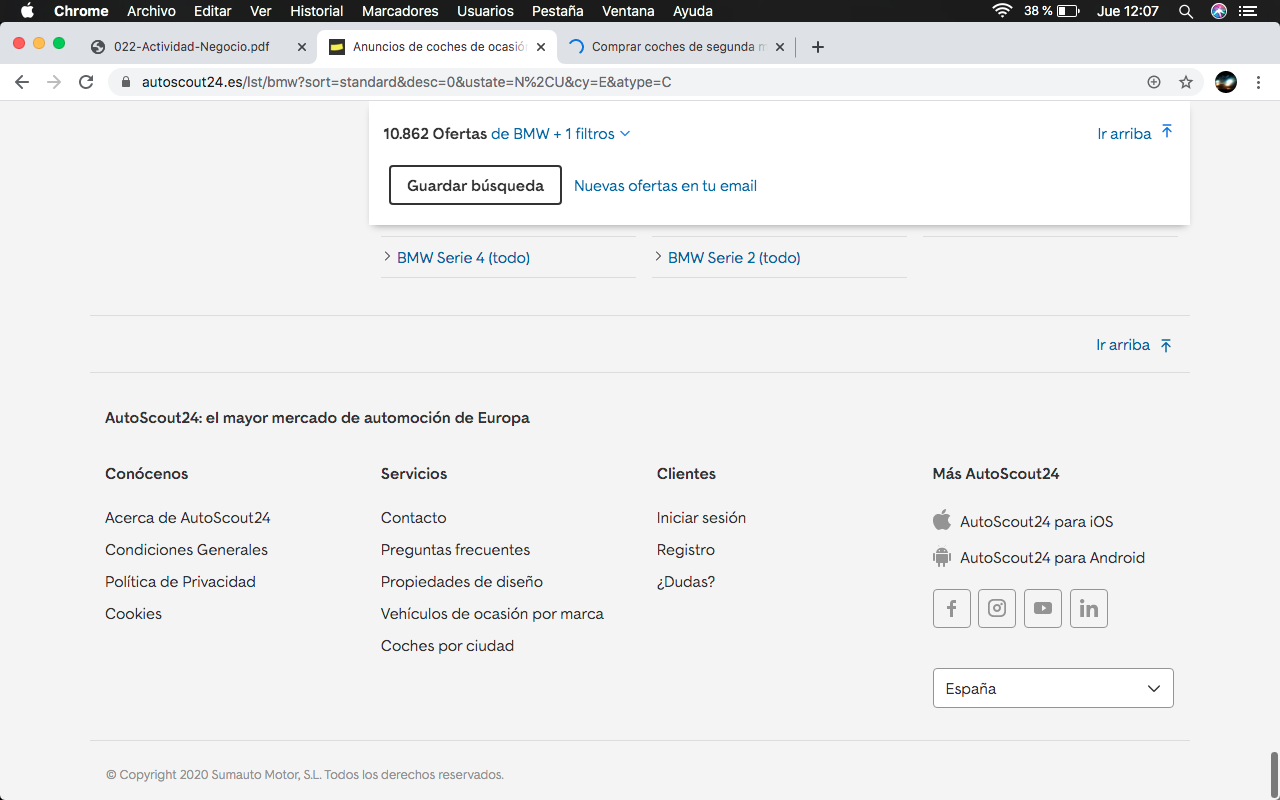 Chrome Archivo Editar Ver Historial Marcadores Usuarios Pestaña Ventana Ayuda 38 % Jue 12:07
022-Actividad-Negocio.pdf Anuncios de coches de ocasión Comprar coches de segunda m
autoscout24.es/lst/bmw?sort=standard&desc=0&ustate=N%2CU&cy=E&atype=C
10.862 Ofertas de BMW + 1 filtros Ir arriba
Guardar búsqueda Nuevas ofertas en tu email
BMW Serie 4 (todo) BMW Serie 2 (todo)
Ir arriba
AutoScout24: el mayor mercado de automoción de Europa
Conócenos
Acerca de AutoScout24
Condiciones Generales
Política de Privacidad
Cookies
Servicios
Contacto
Preguntas frecuentes
Propiedades de diseño
Vehículos de ocasión por marca
Coches por ciudad
Clientes
Iniciar sesión
Registro
¿Dudas?
Más AutoScout24
AutoScout24 para iOS
AutoScout24 para Android
España
© Copyright 2020 Sumauto Motor, S.L. Todos los derechos reservados.